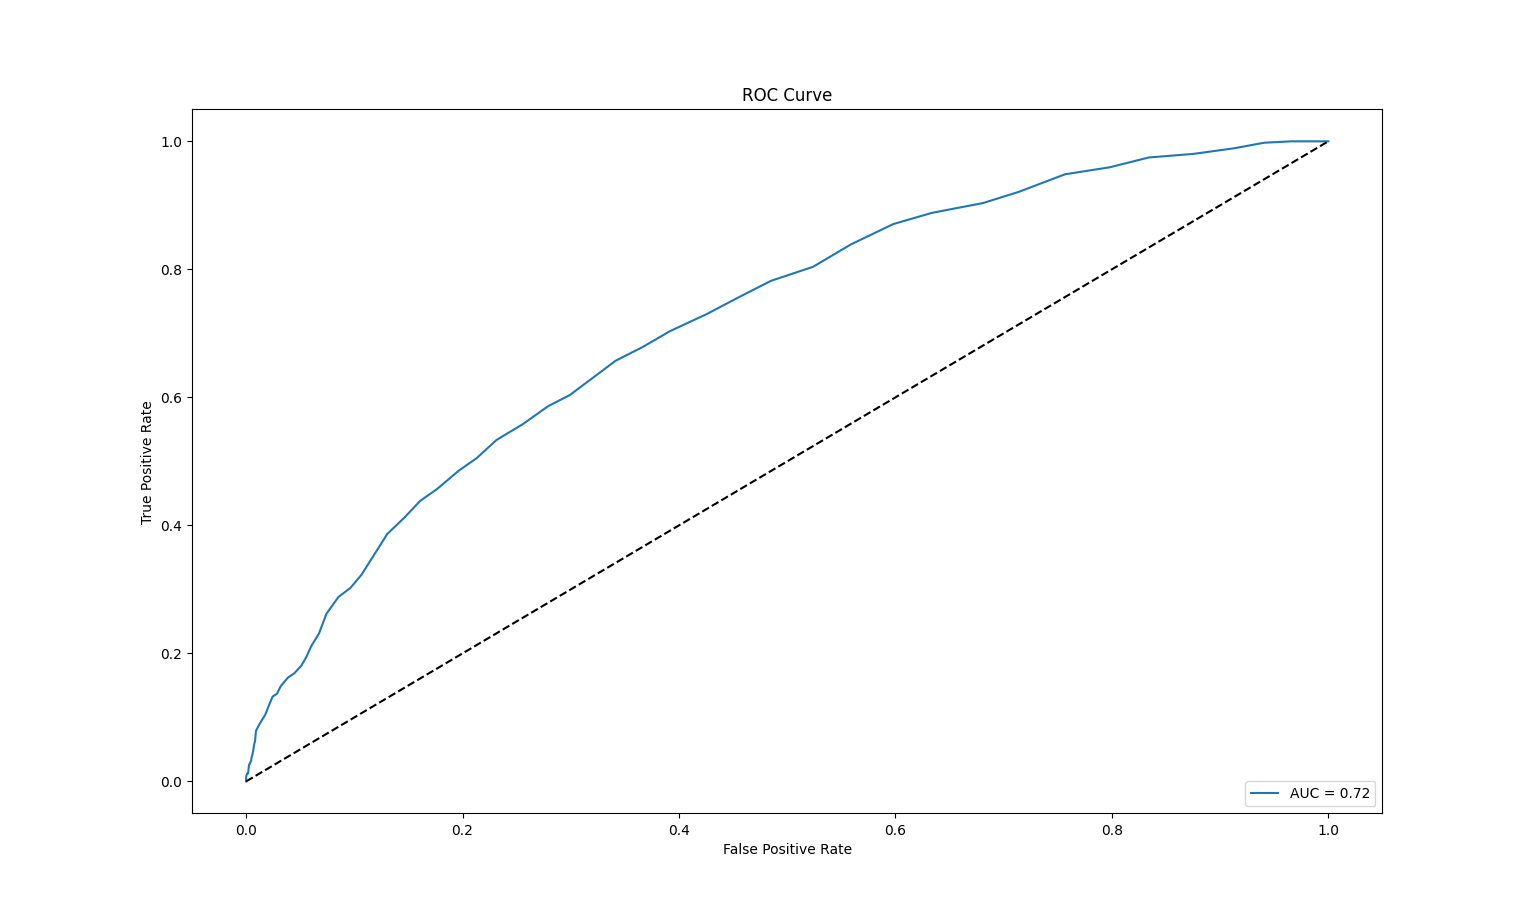 ROC Curve
1.0
0.8
0.6
0.4
0.2
0.0
True Positive Rate
AUC = 0.72
0.0 0.2 0.4 0.6 0.8 1.0
False Positive Rate